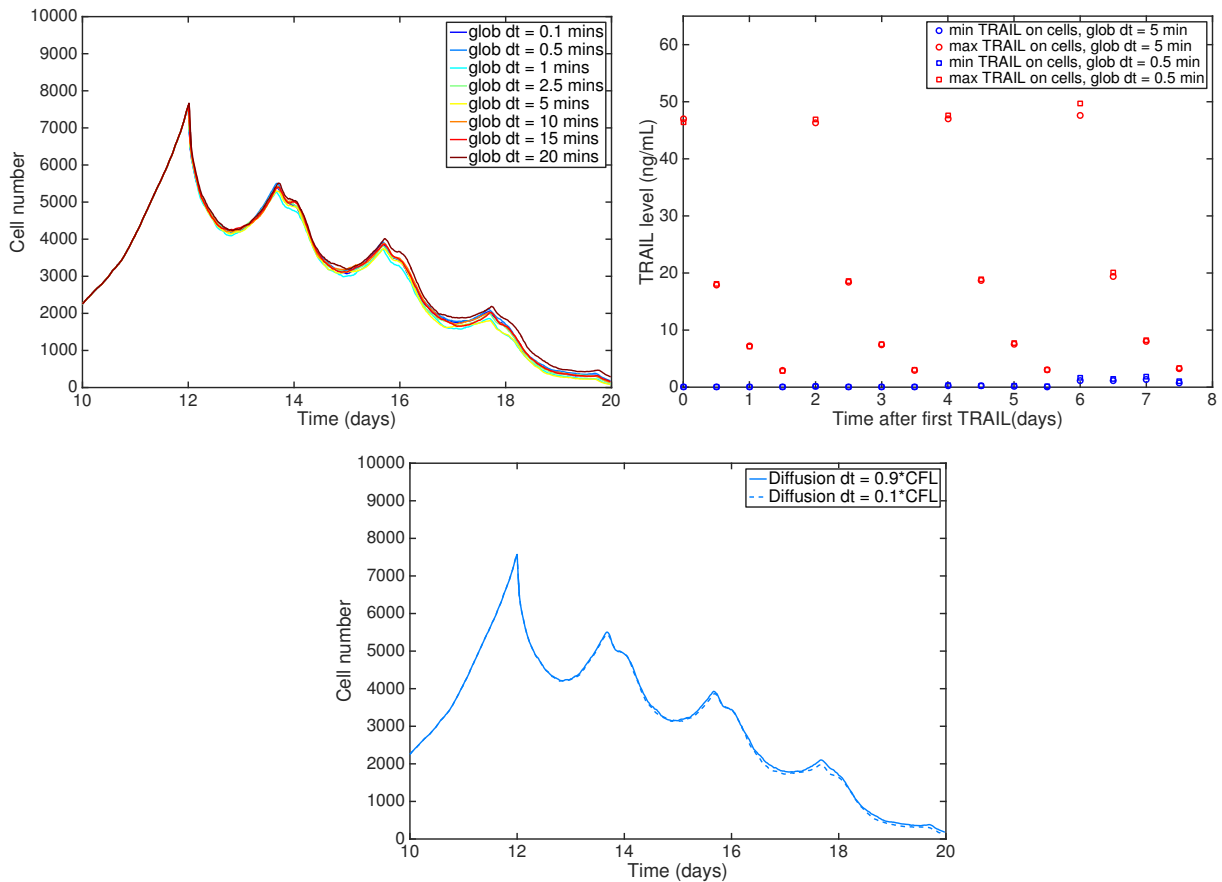 10000
9000
8000
7000
6000
5000
4000
3000
2000
1000
0
Cell number
10 12 14 16 18 20
Time (days)
glob dt = 0.1 mins
glob dt = 0.5 mins
glob dt = 1 mins
glob dt = 2.5 mins
glob dt = 5 mins
glob dt = 10 mins
glob dt = 15 mins
glob dt = 20 mins
60
50
40
30
20
10
0
TRAIL level (ng/mL)
0 1 2 3 4 5 6 7 8
Time after first TRAIL(days)
min TRAIL on cells, glob dt = 5 min
max TRAIL on cells, glob dt = 5 min
min TRAIL on cells, glob dt = 0.5 min
max TRAIL on cells, glob dt = 0.5 min
10000
9000
8000
7000
6000
5000
4000
3000
2000
1000
0
Cell number
10 12 14 16 18 20
Time (days)
Diffusion dt = 0.9*CFL
Diffusion dt = 0.1*CFL